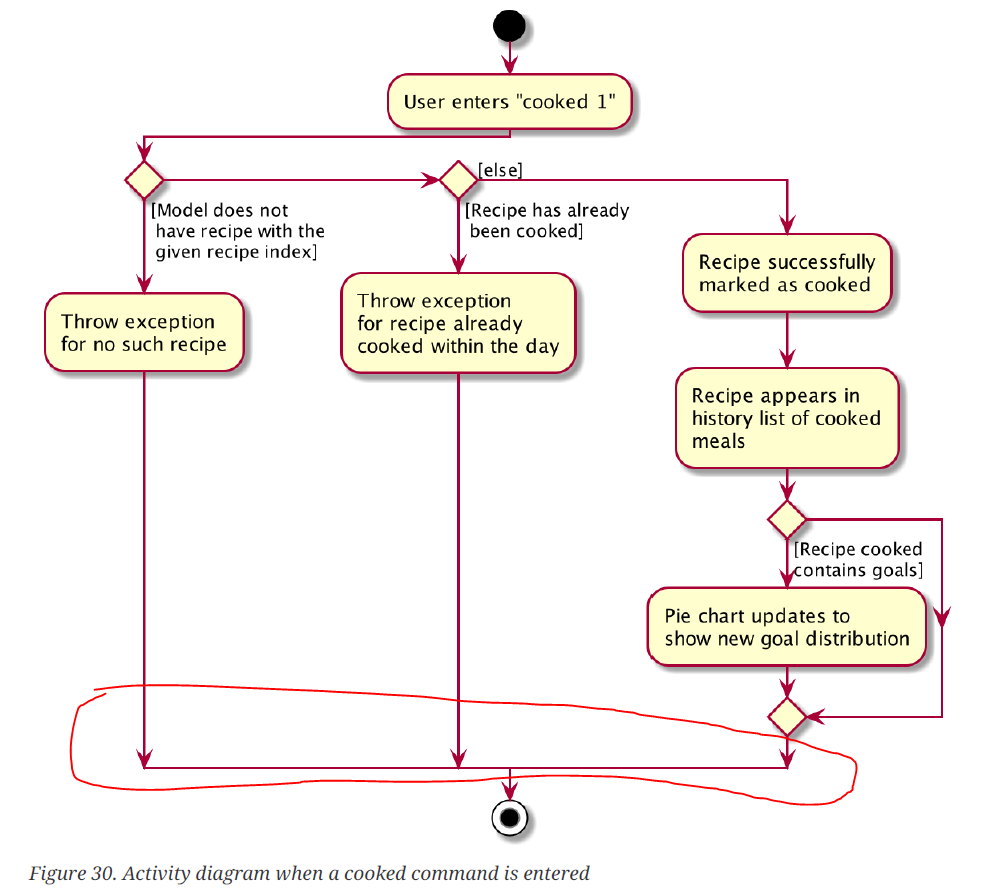 User enters "cooked 1"
[else]
[Model does not
have recipe with the
given recipe index]
[Recipe has already
been cooked]
Recipe successfully
marked as cooked
Throw exception
for no such recipe
Throw exception
for recipe already
cooked within the day
Recipe appears in
history list of cooked
meals
[Recipe cooked
contains goals]
Pie chart updates to
show new goal distribution
Figure 30. Activity diagram when a cooked command is entered